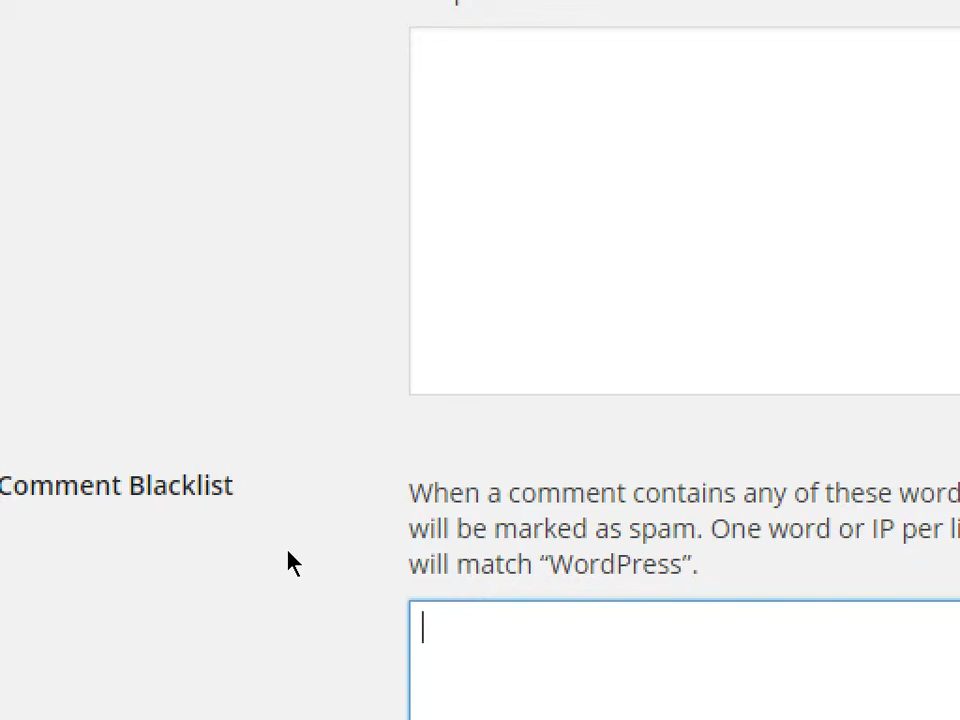 Comment Blacklist
When a comment contains any of these word
will be marked as spam. One word or IP per li
will match “WordPress”.